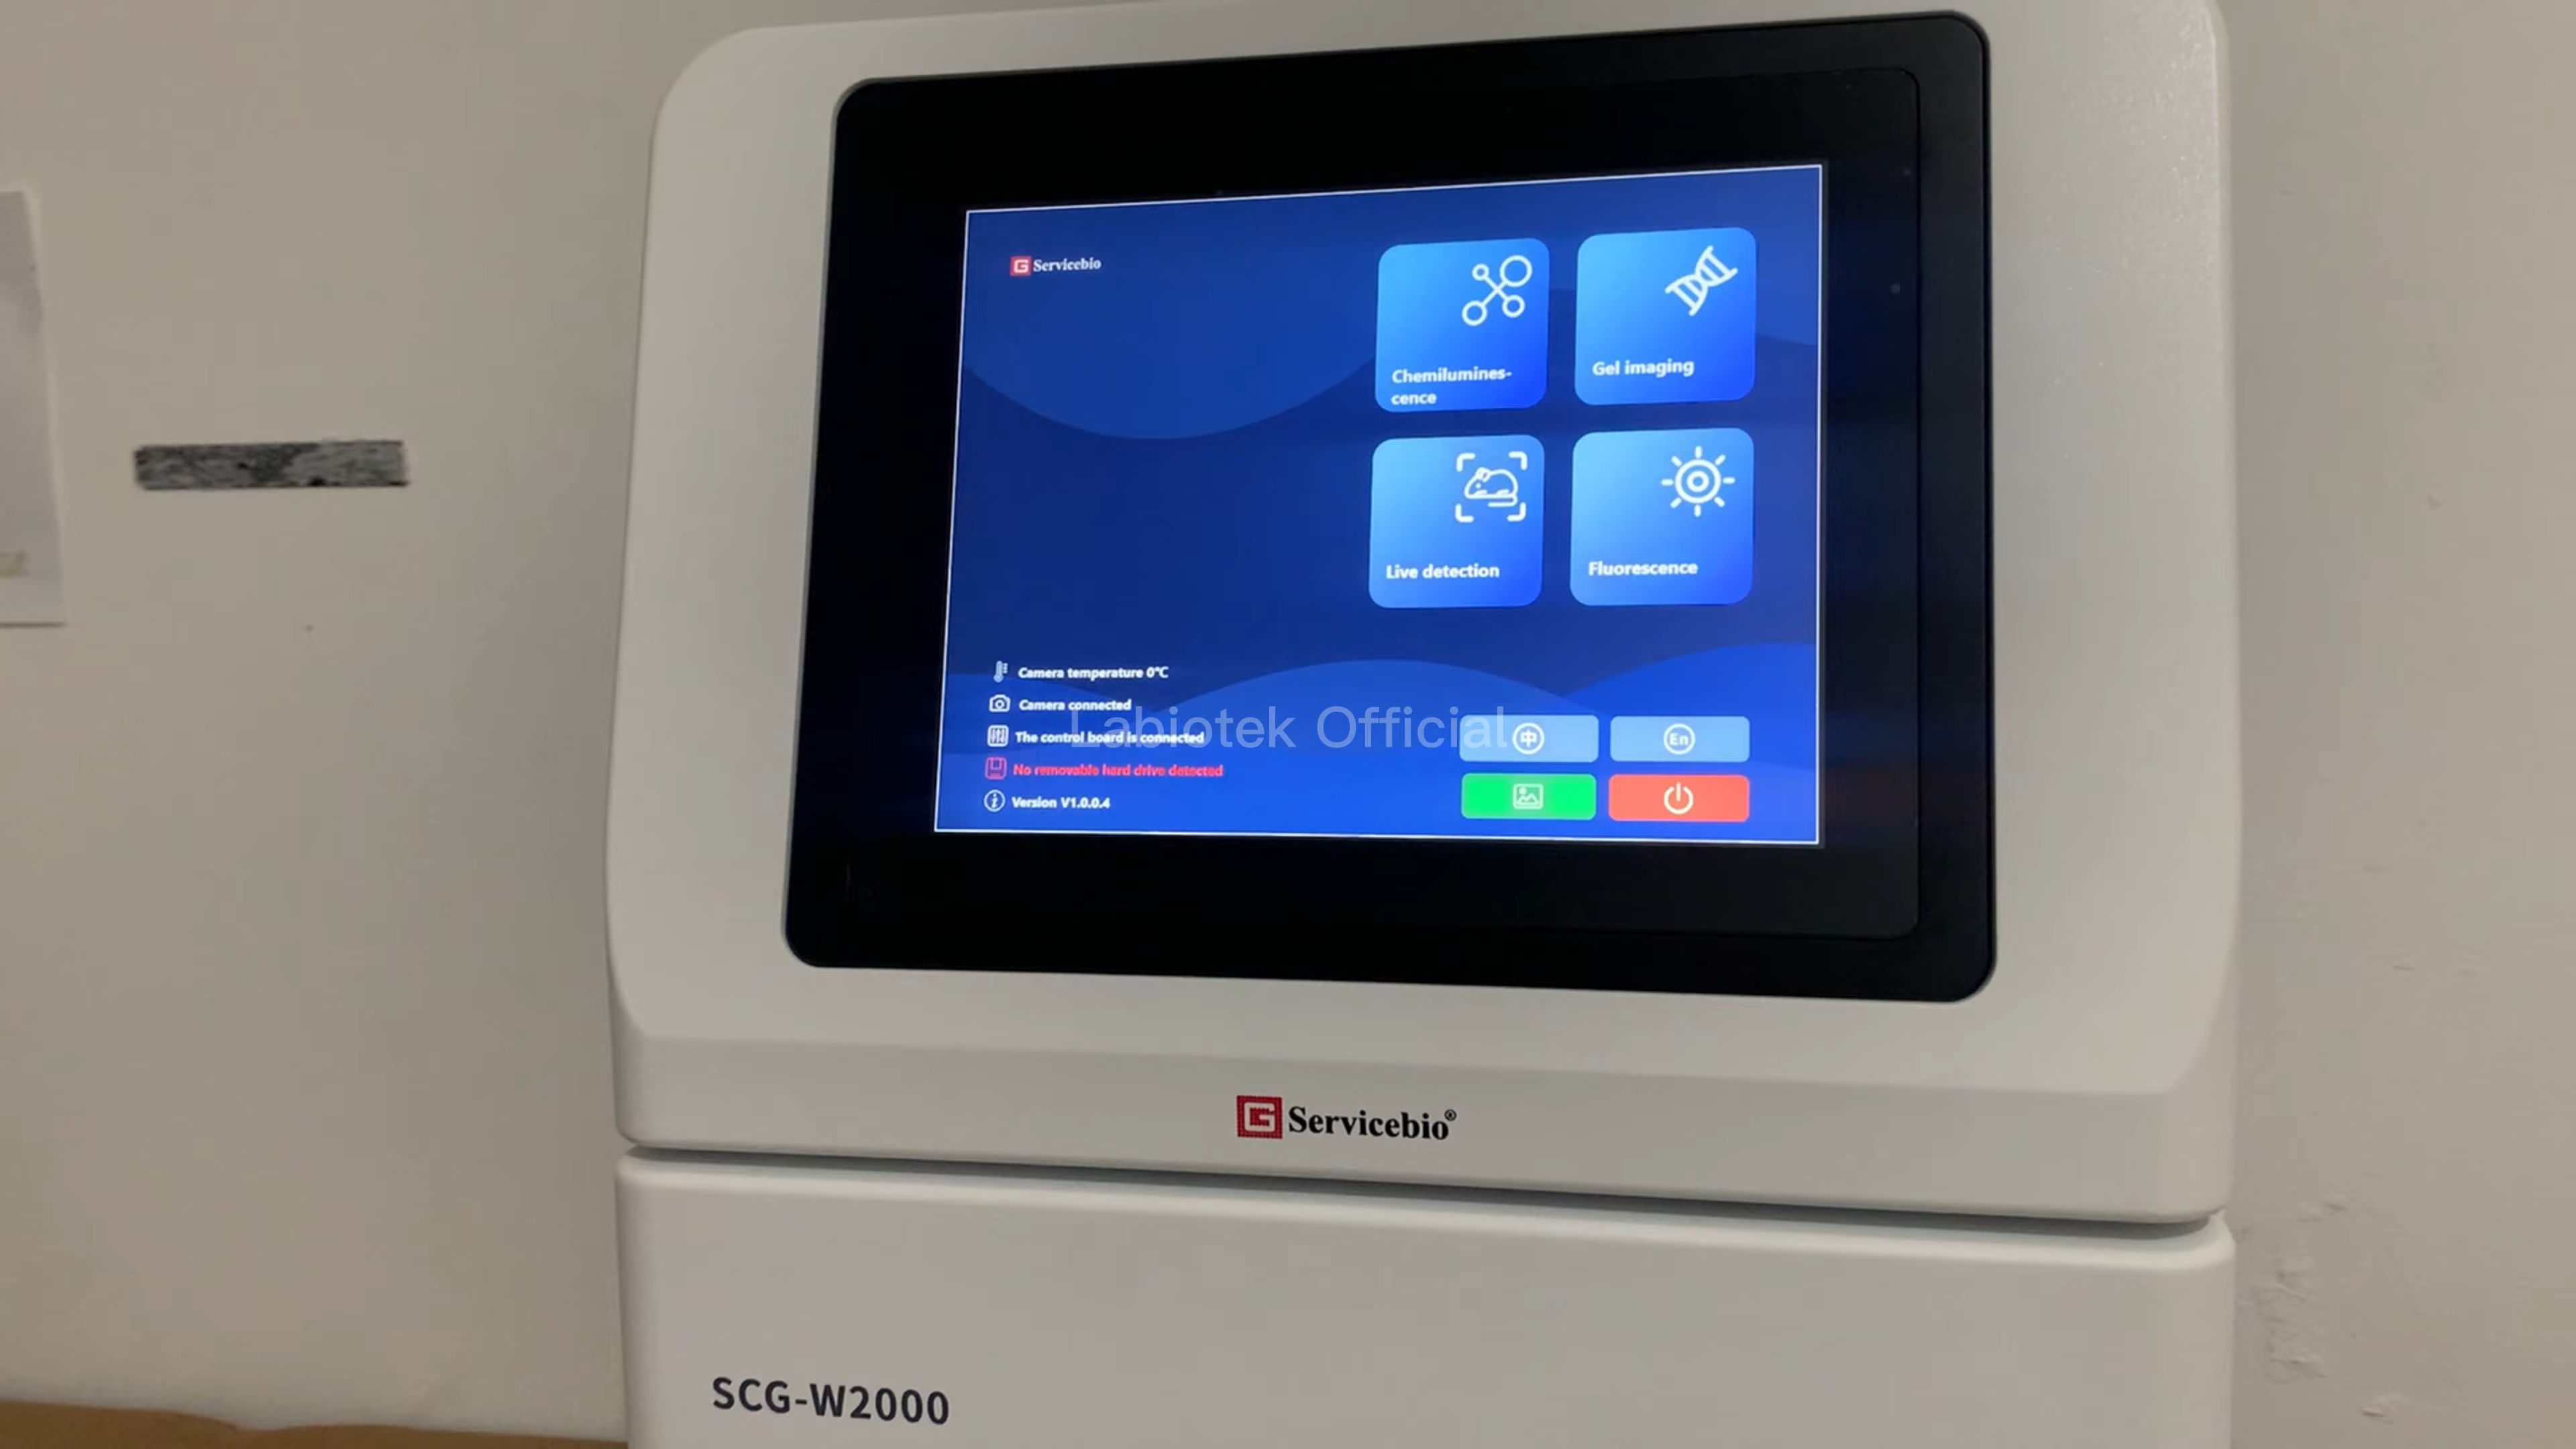 Servicebio
Chemilumines-
cence
Gel imaging
Live detection
Fluorescence
Camera temperature 0℃
Camera connected
The control board is connected
No removable hard drive detected
Version V1.0.0.4
中
En
Labiotek Official
G Servicebio®
SCG-W2000